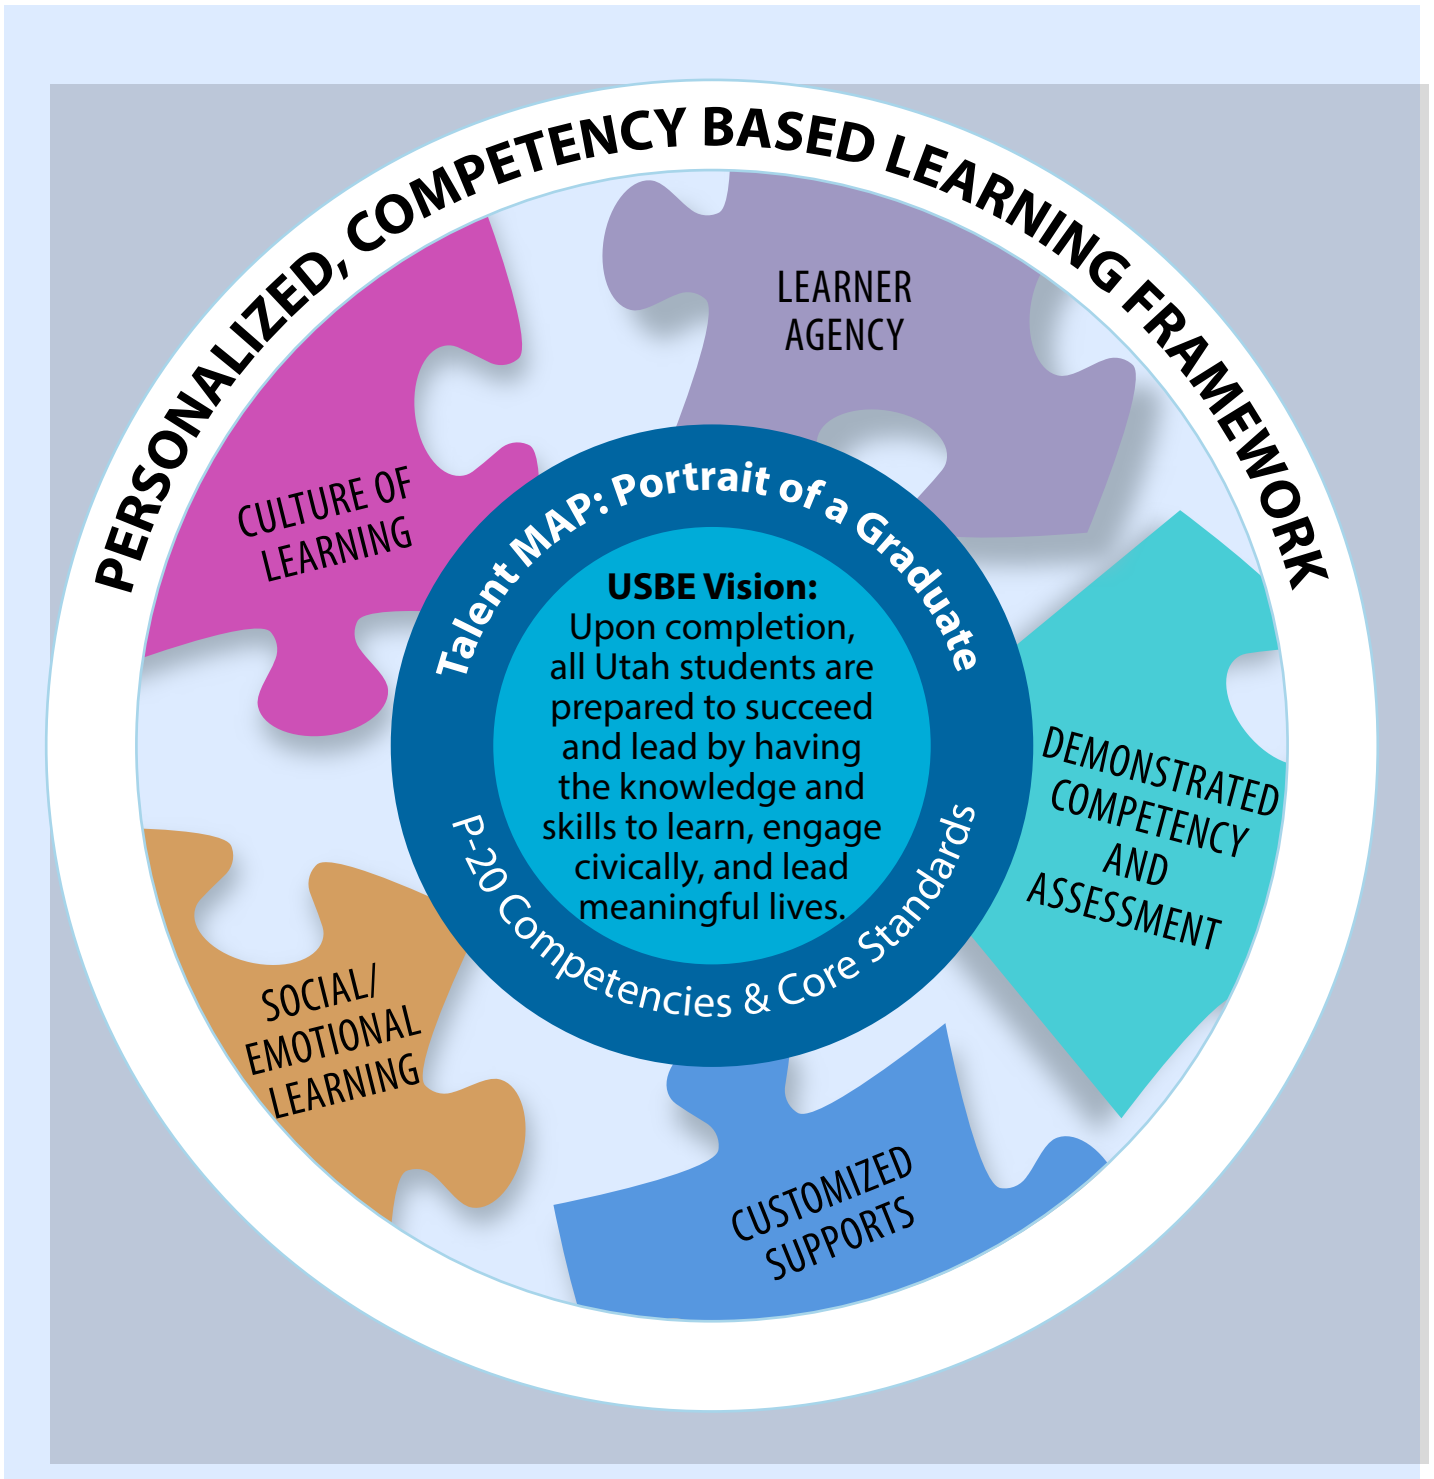 PERSONALIZED, COMPETENCY BASED LEARNING FRAMEWORK
LEARNER
AGENCY
CULTURE OF
LEARNING
Talent MAP: Portrait of a Graduate
USBE Vision:
Upon completion,
all Utah students are
prepared to succeed
and lead by having
the knowledge and
skills to learn, engage
civically, and lead
meaningful lives.
P-20 Competencies & Core Standards
DEMONSTRATED
COMPETENCY
AND
ASSESSMENT
SOCIAL/
EMOTIONAL
LEARNING
CUSTOMIZED
SUPPORTS